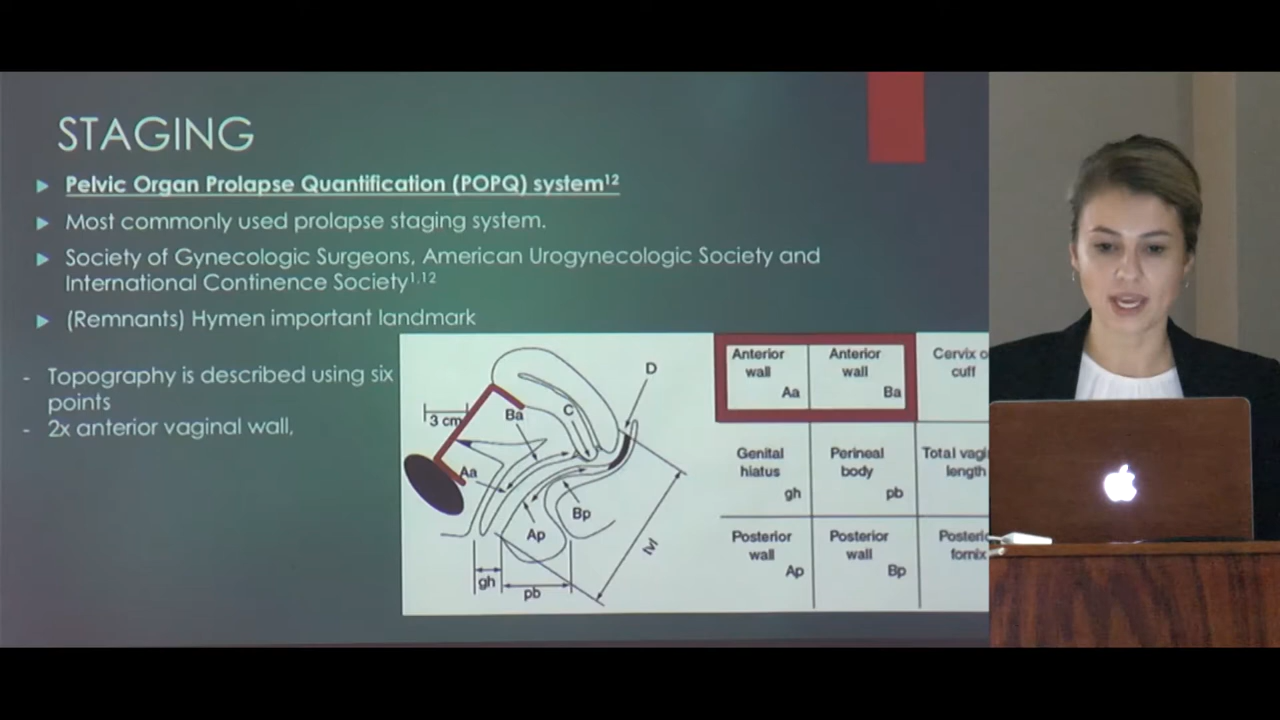 STAGING
Pelvic Organ Prolapse Quantification (POPQ) system¹²
Most commonly used prolapse staging system.
Society of Gynecologic Surgeons, American Urogynecologic Society and
International Continence Society¹,¹²
(Remnants) Hymen important landmark
- Topography is described using six
points
- 2x anterior vaginal wall,
D
3 cm
Ba
C
Aa
Bp
Ap
tvl
gh
pb
Anterior
wall
Aa
Anterior
wall
Ba
Cervix o
cuff
Genital
hiatus
gh
Perineal
body
pb
Total vagi
length
Posterior
wall
Ap
Posterior
wall
Bp
Posterio
fornix